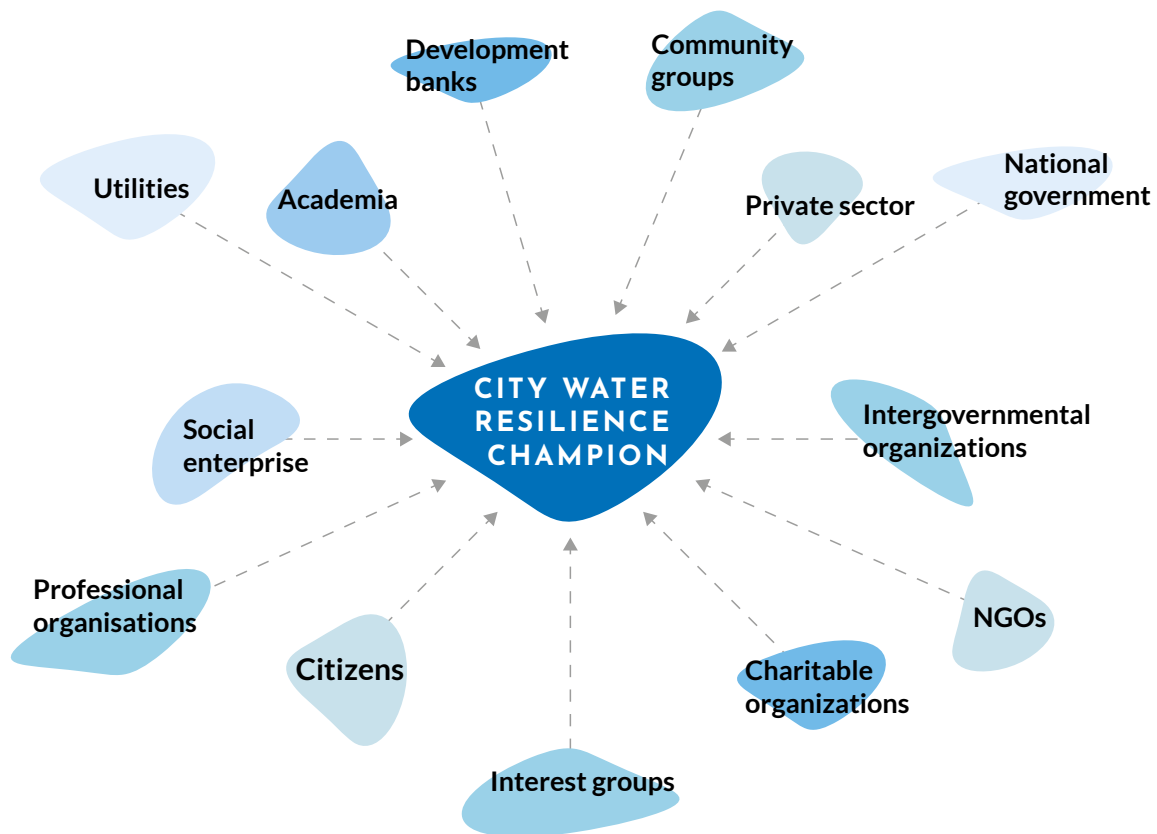 Development
banks
Community
groups
Utilities
Academia
Private sector
National
government
CITY WATER
RESILIENCE
CHAMPION
Social
enterprise
Intergovernmental
organizations
Professional
organisations
Citizens
NGOs
Charitable
organizations
Interest groups